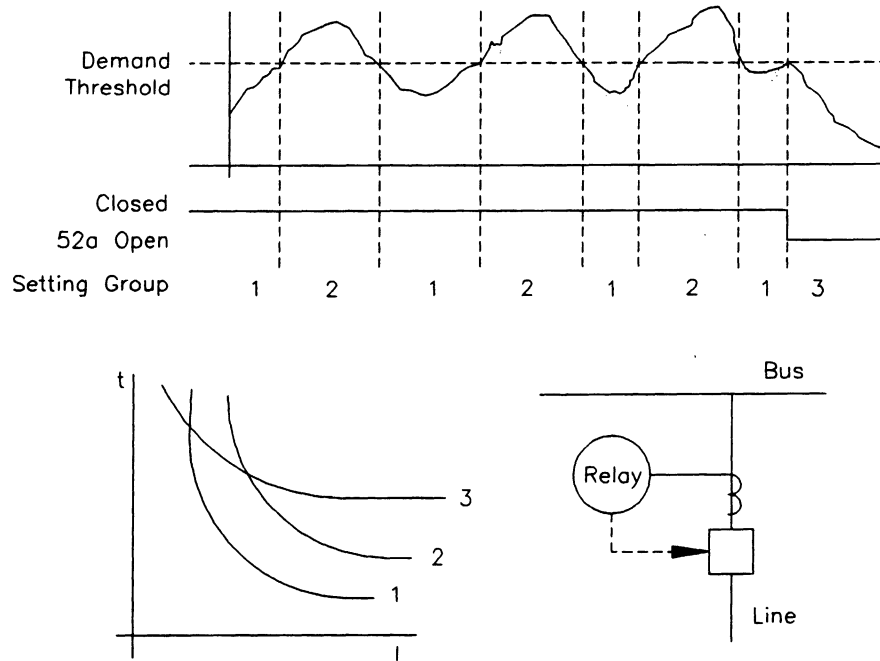 Demand
Threshold
Closed
52a Open
Setting Group 1 2 1 2 1 2 1 3
t
3
2
1
I
Bus
Relay
Line